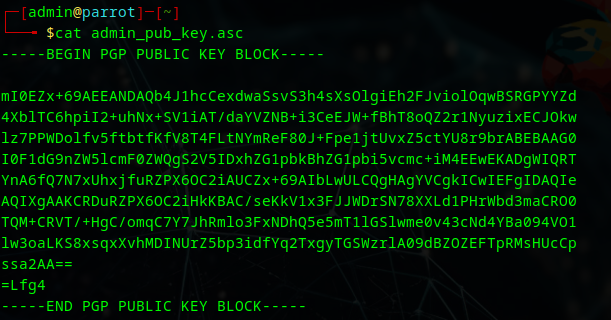 ┌─[admin@parrot]─[~]
└──╼ $cat admin_pub_key.asc
-----BEGIN PGP PUBLIC KEY BLOCK-----

mI0EZx+69AEEANDAQb4J1hcCexdwaSsvS3h4sXsOlgiEh2FJviolOqwBSRGPYYZd
4XblTC6hpiI2+uhNx+SV1iAT/daYVZNB+i3CeEJW+fBhT8oQZ2r1NyuzixECJOkw
lz7PPWDolfv5ftbtfKfV8T4FLtNYmReF80J+Fpe1jtUvxZ5ctYU8r9brABEBAAG0
I0F1dG9nZW5lcmF0ZWQgS2V5IDxhZG1pbkBhZG1pbi5vcmc+iM4EEwEKADgWIQRT
YnA6fQ7N7xUhxjfuRZPX6OC2iAUCZx+69AIbLwULCQgHAgYVCgkICwIEFgIDAQIe
AQIXgAAKCRDuRZPX6OC2iHkKBAC/seKkV1x3FJJWDrSN78XXLd1PHrWbd3maCRO0
TQM+CRVT/+HgC/omqC7Y7JhRmlo3FxNDhQ5e5mT1lGSlwme0v43cNd4YBa094VO1
lw3oaLKS8xsqxXvhMDINUrZ5bp3idfYq2TxgyTGSWzrlA09dBZOZEFTpRMsHUcCp
ssa2AA==
=Lfg4
-----END PGP PUBLIC KEY BLOCK-----